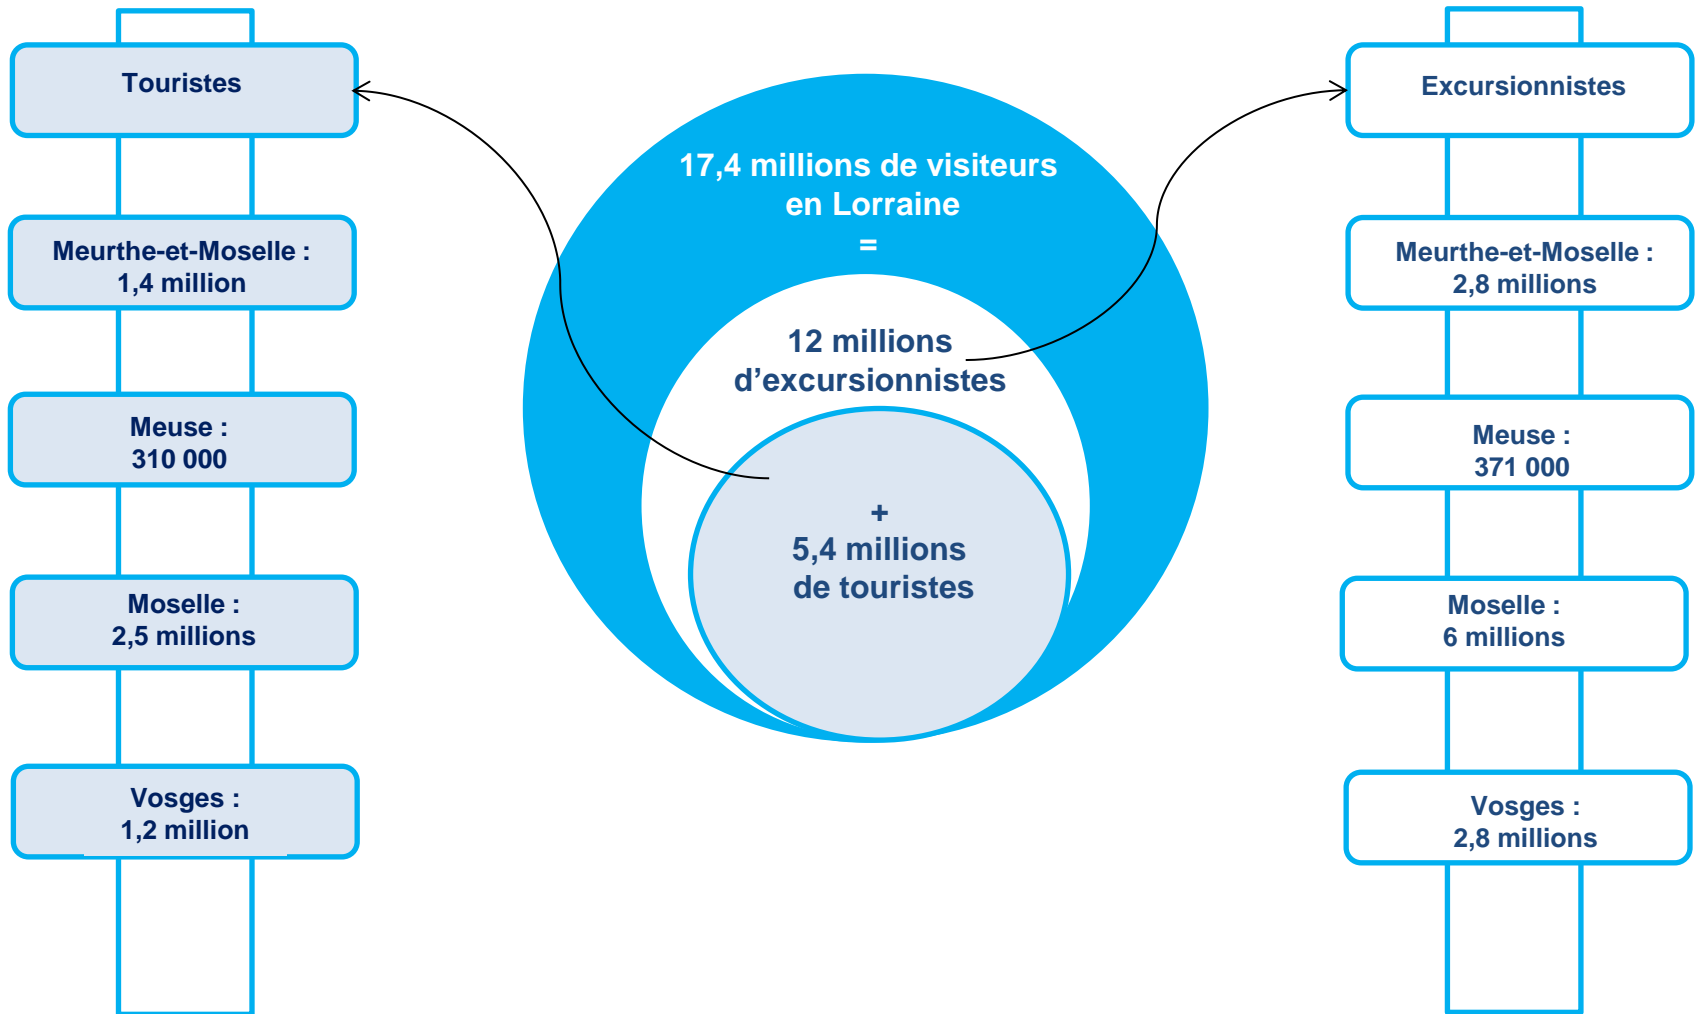 Touristes
Meurthe-et-Moselle :
1,4 million
Meuse :
310 000
Moselle :
2,5 millions
Vosges :
1,2 million
17,4 millions de visiteurs
en Lorraine
=
12 millions
d’excursionnistes
+
5,4 millions
de touristes
Excursionnistes
Meurthe-et-Moselle :
2,8 millions
Meuse :
371 000
Moselle :
6 millions
Vosges :
2,8 millions